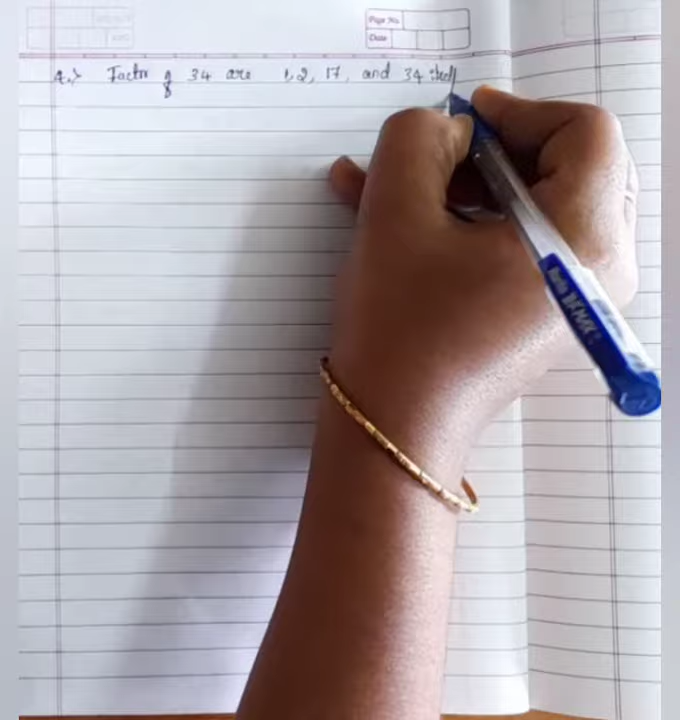 Page No.
Date
4.> Factor of 34 are 1, 2, 17, and 34 itself